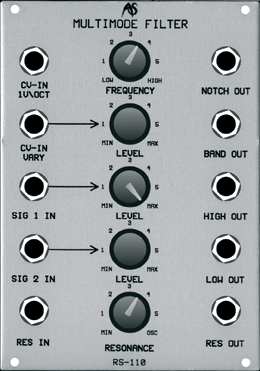 AS
MULTIMODE FILTER
3
2 4
1 5
LOW HIGH
CV-IN
1V\OCT
FREQUENCY
NOTCH OUT
3
2 4
1 5
MIN MAX
CV-IN
VARY
LEVEL
BAND OUT
3
2 4
1 5
MIN MAX
SIG 1 IN
LEVEL
HIGH OUT
3
2 4
1 5
MIN MAX
SIG 2 IN
LEVEL
LOW OUT
3
2 4
1 5
MIN OSC
RES IN
RESONANCE
RES OUT
RS-110